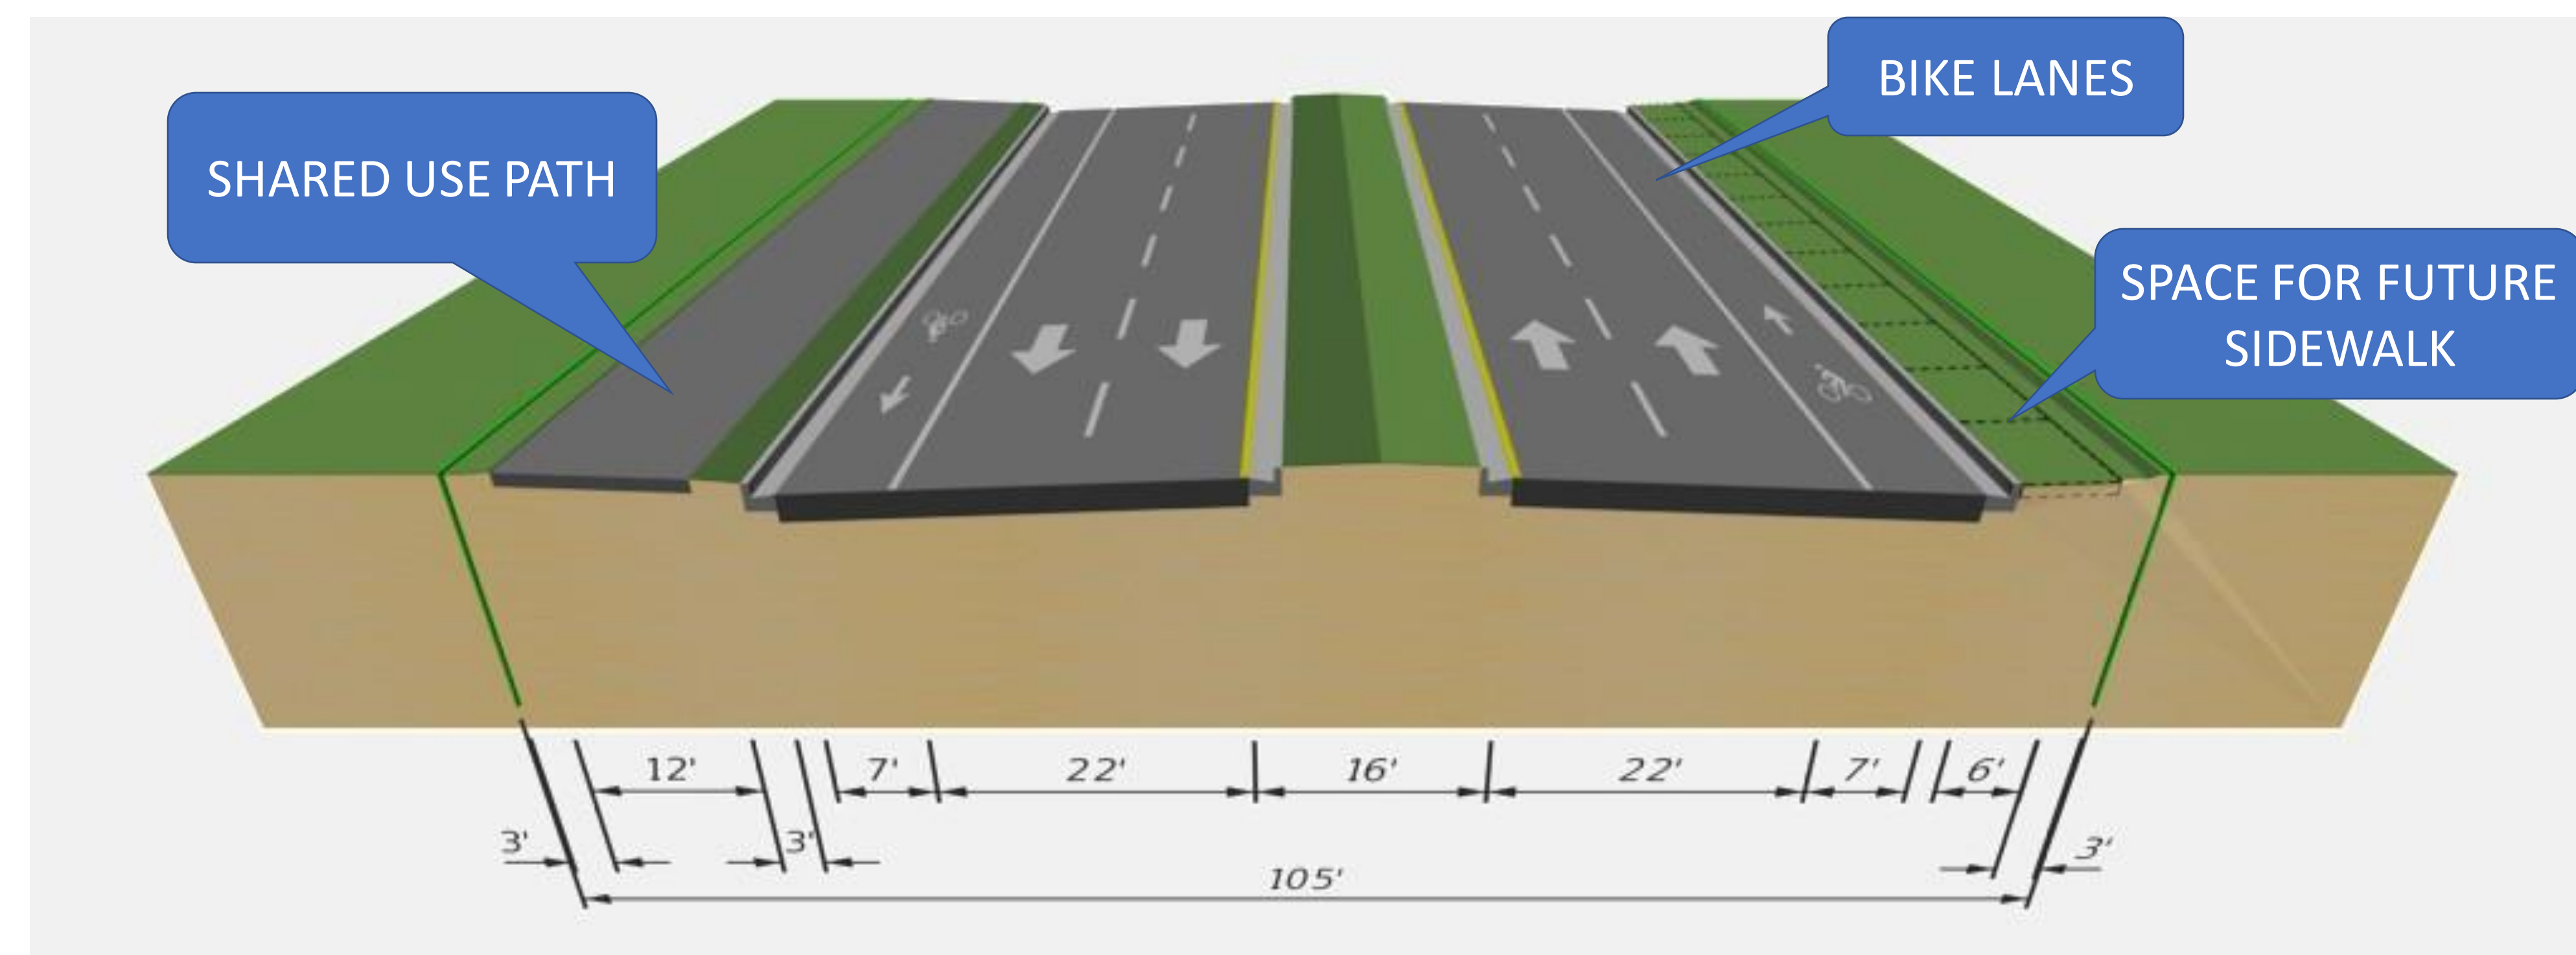 BIKE LANES
SHARED USE PATH
SPACE FOR FUTURE
SIDEWALK
12' 7' 22' 16' 22' 7' 6'
3' 3' 3'
105'